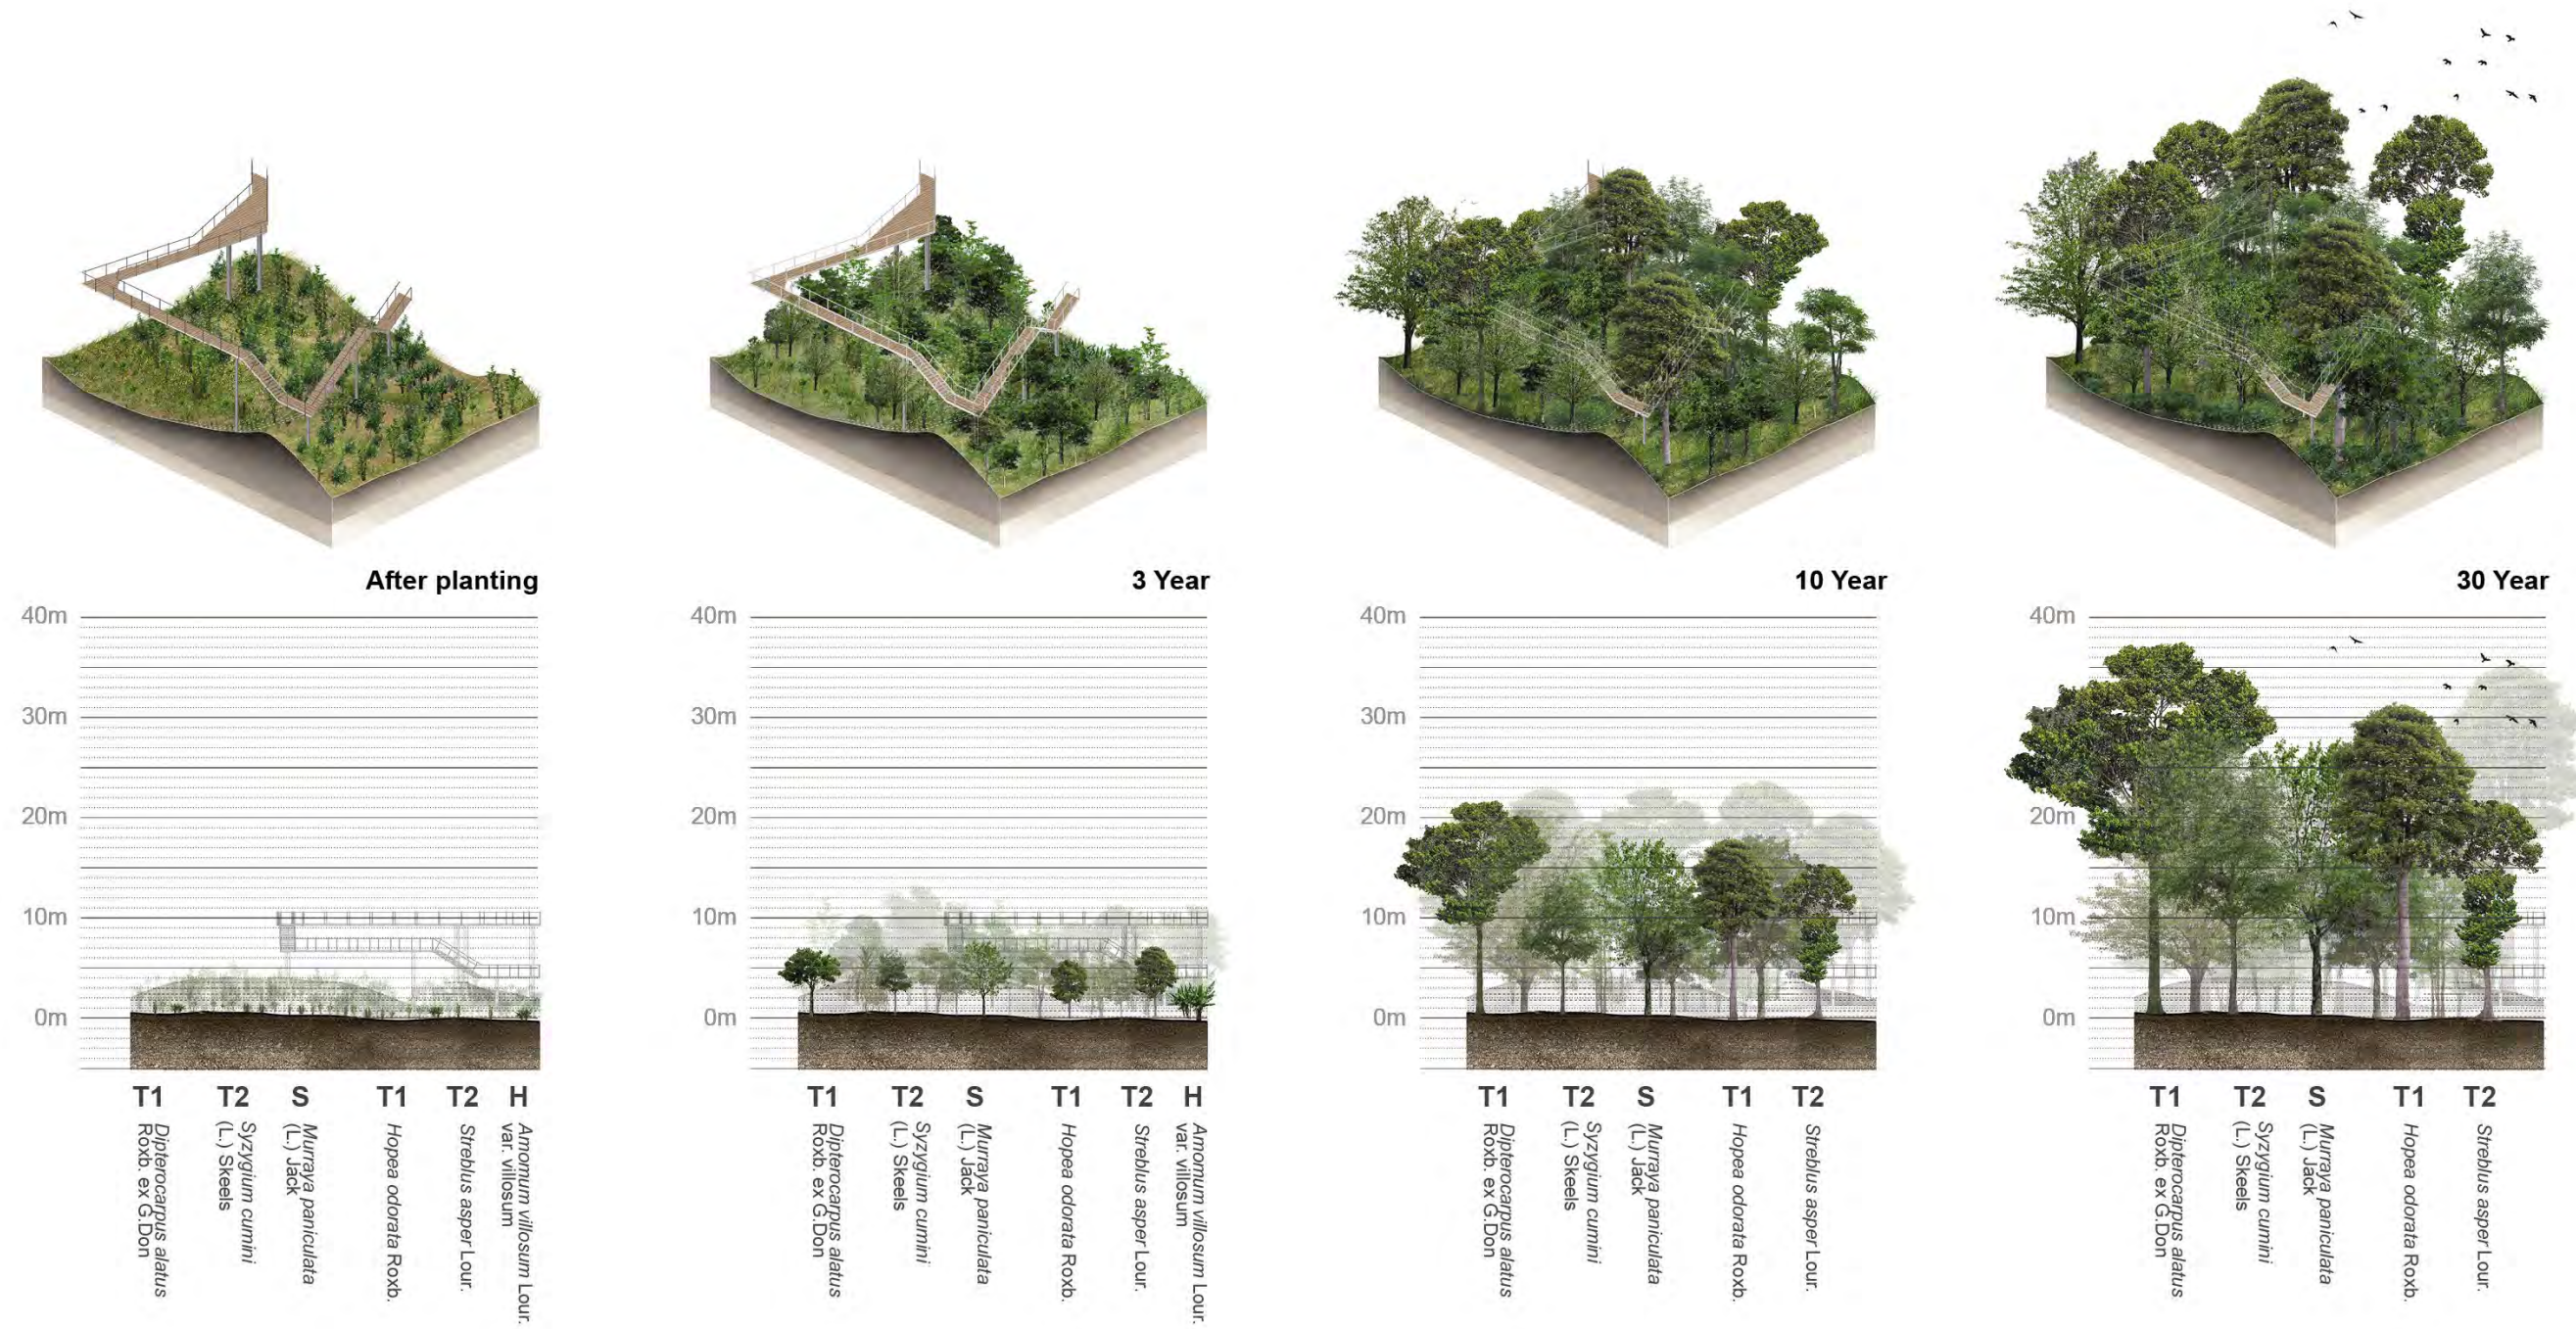 After planting
3 Year
10 Year
30 Year
40m
30m
20m
10m
0m
40m
30m
20m
10m
0m
40m
30m
20m
10m
0m
40m
30m
20m
10m
0m
T1 T2 S T1 T2 H
Dipterocarpus alatus
Roxb. ex G.Don
Syzygium cumini
(L.) Skeels
Murraya paniculata
(L.) Jack
Hopea odorata Roxb.
Streblus asper Lour.
Amomum villosum Lour.
var. villosum
T1 T2 S T1 T2 H
Dipterocarpus alatus
Roxb. ex G.Don
Syzygium cumini
(L.) Skeels
Murraya paniculata
(L.) Jack
Hopea odorata Roxb.
Streblus asper Lour.
Amomum villosum Lour.
var. villosum
T1 T2 S T1 T2
Dipterocarpus alatus
Roxb. ex G.Don
Syzygium cumini
(L.) Skeels
Murraya paniculata
(L.) Jack
Hopea odorata Roxb.
Streblus asper Lour.
T1 T2 S T1 T2
Dipterocarpus alatus
Roxb. ex G.Don
Syzygium cumini
(L.) Skeels
Murraya paniculata
(L.) Jack
Hopea odorata Roxb.
Streblus asper Lour.